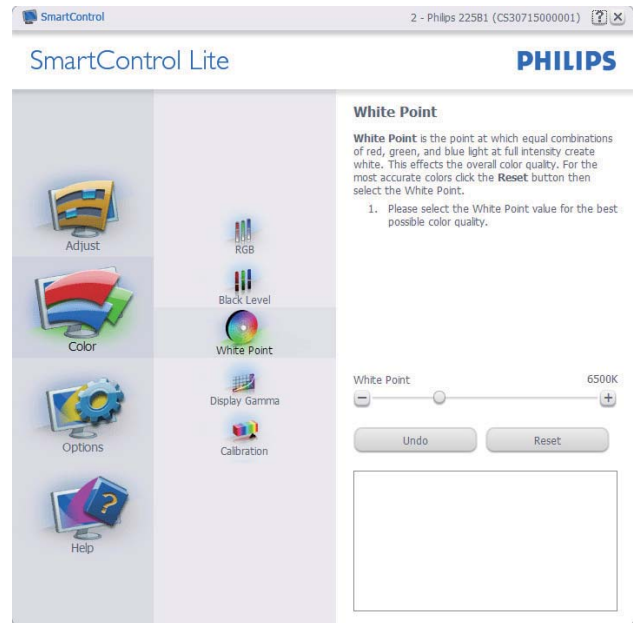 SmartControl
2 - Philips 225B1 (CS30715000001)
?
SmartControl Lite
PHILIPS
Adjust
Color
Options
Help
RGB
Black Level
White Point
Display Gamma
Calibration
White Point
White Point is the point at which equal combinations
of red, green, and blue light at full intensity create
white. This effects the overall color quality. For the
most accurate colors click the Reset button then
select the White Point.
1. Please select the White Point value for the best
possible color quality.
White Point
6500K
Undo
Reset